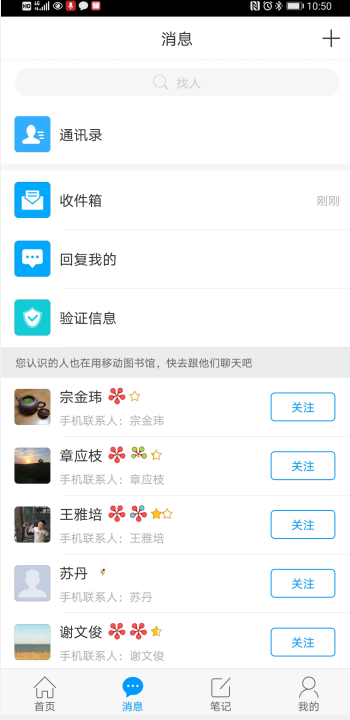 10:50
消息
找人
通讯录
收件箱
刚刚
回复我的
验证信息
您认识的人也在用移动图书馆，快去跟他们聊天吧
宗金玮
手机联系人：宗金玮
关注
章应枝
手机联系人：章应枝
关注
王雅培
手机联系人：王雅培
关注
苏丹
手机联系人：苏丹
关注
谢文俊
手机联系人：谢文俊
关注
首页
消息
笔记
我的